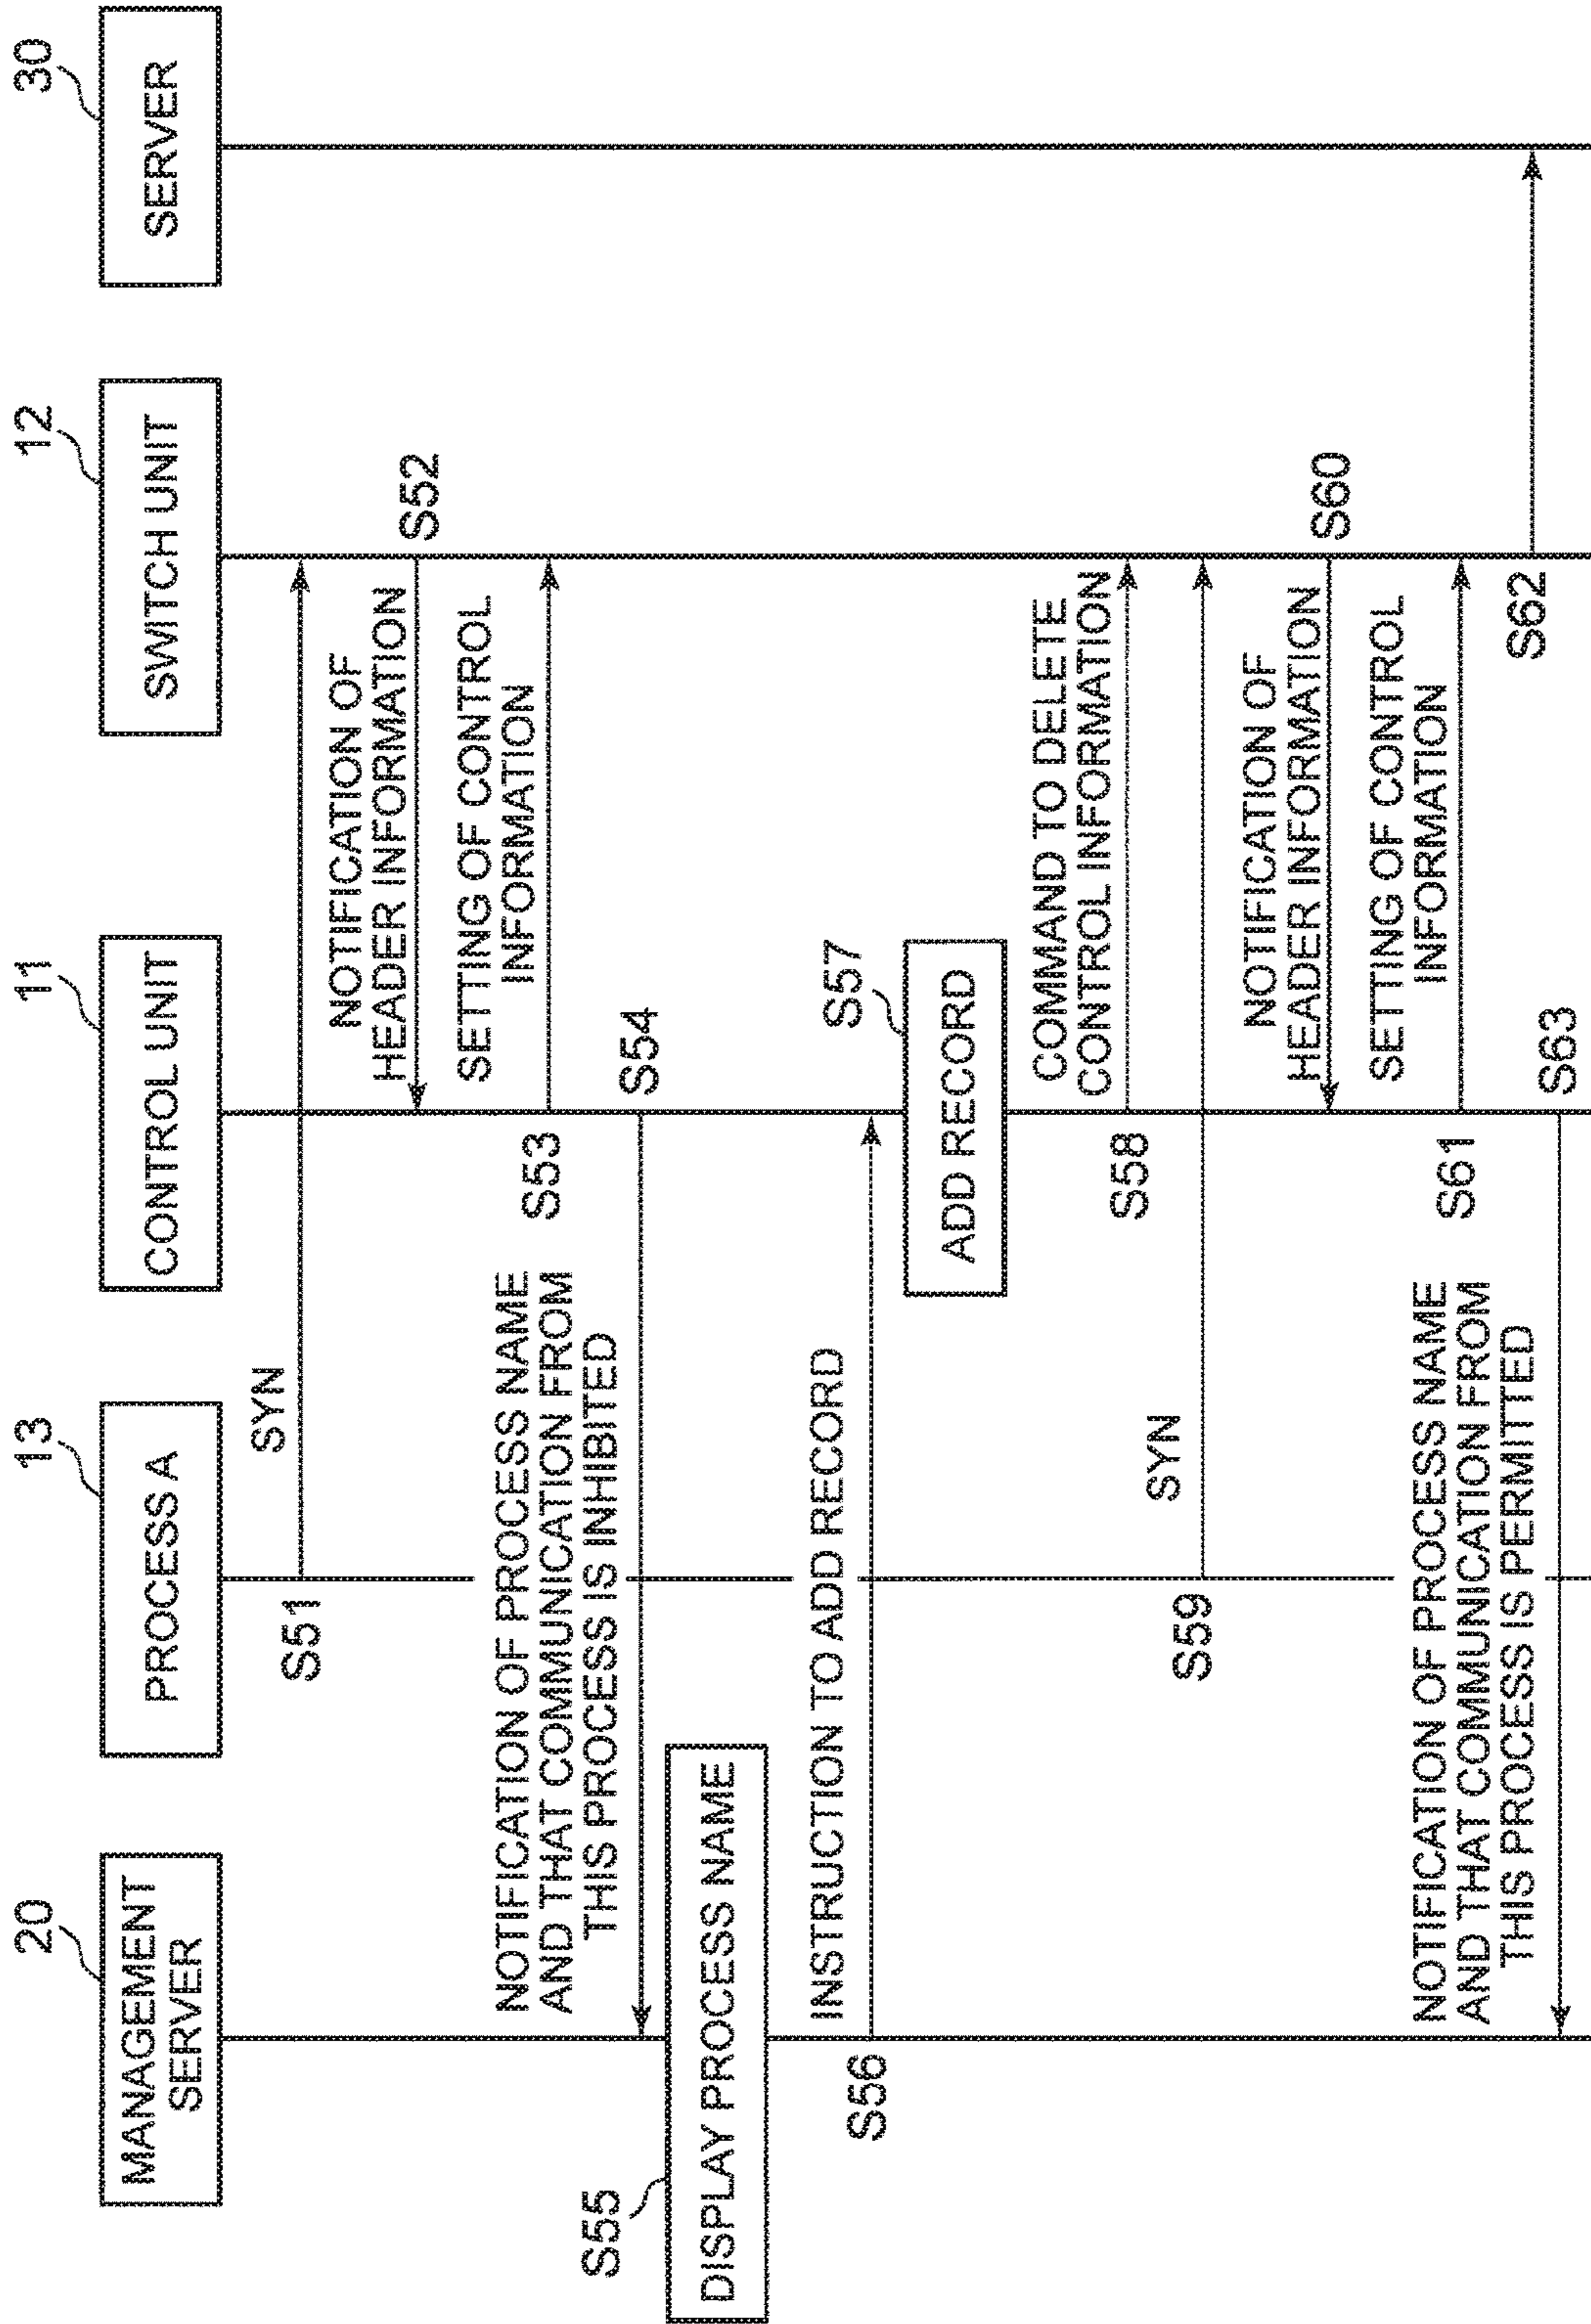 20
MANAGEMENT
SERVER
13
PROCESS A
11
CONTROL UNIT
12
SWITCH UNIT
30
SERVER
S51
SYN
NOTIFICATION OF
HEADER INFORMATION
S52
S53
SETTING OF CONTROL
INFORMATION
NOTIFICATION OF PROCESS NAME
AND THAT COMMUNICATION FROM
THIS PROCESS IS INHIBITED
S54
S55
DISPLAY PROCESS NAME
S56
INSTRUCTION TO ADD RECORD
S57
ADD RECORD
S58
COMMAND TO DELETE
CONTROL INFORMATION
S59
SYN
NOTIFICATION OF
HEADER INFORMATION
S60
S61
SETTING OF CONTROL
INFORMATION
S62
NOTIFICATION OF PROCESS NAME
AND THAT COMMUNICATION FROM
THIS PROCESS IS PERMITTED
S63